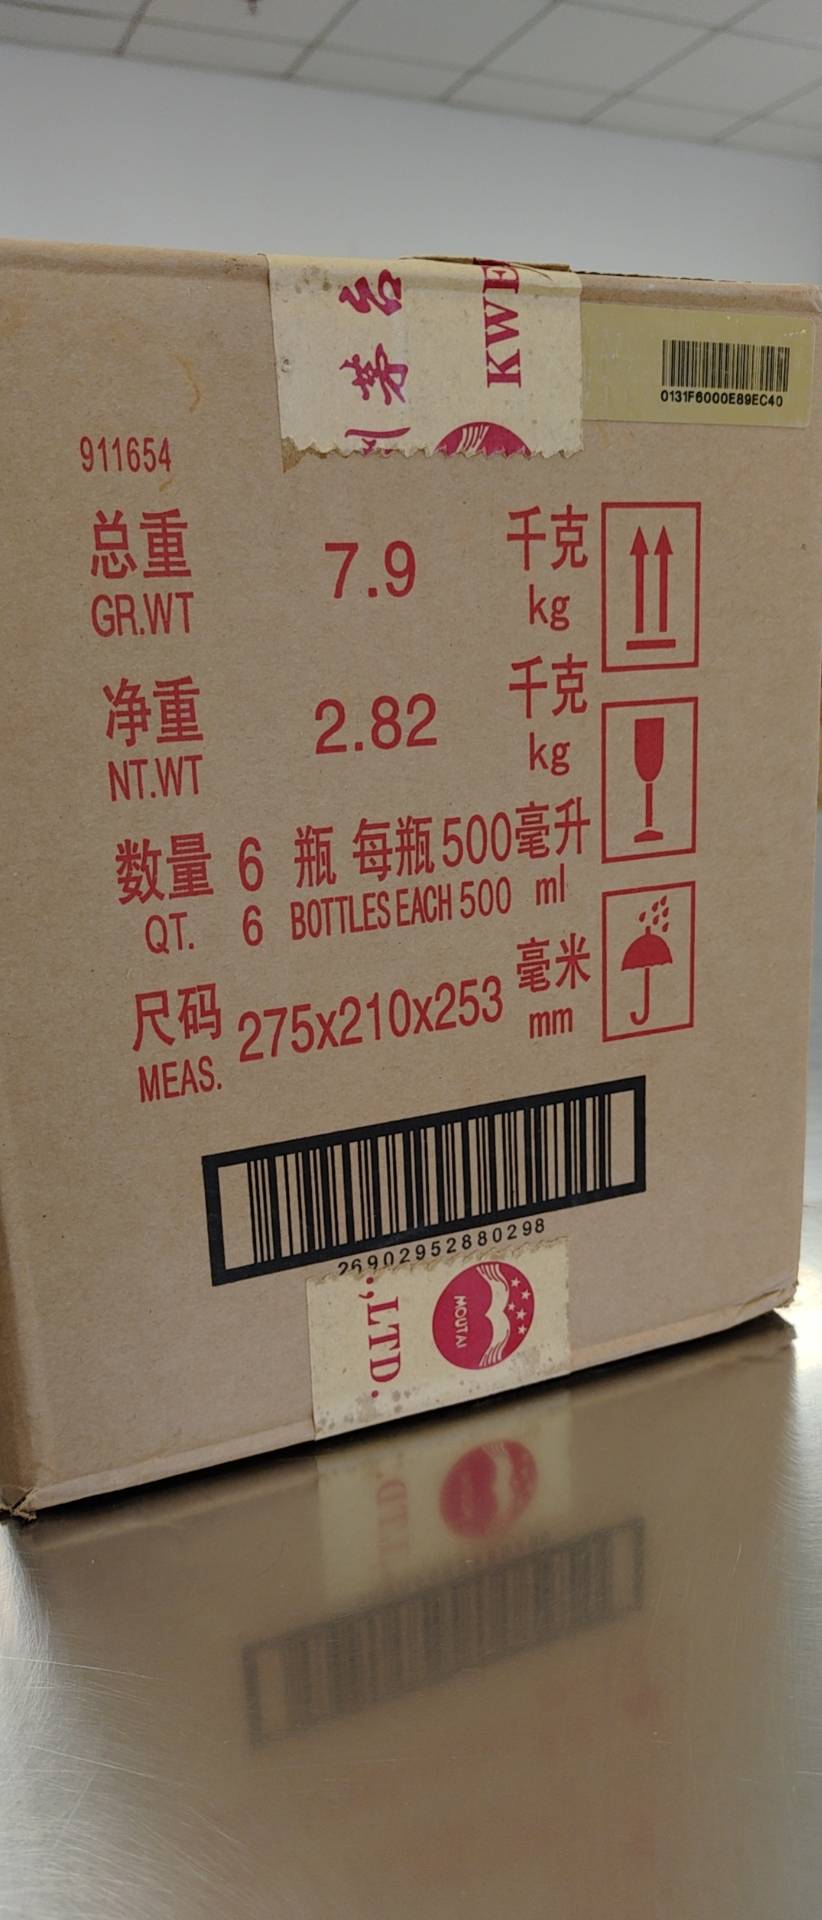 茅台
KWE
0131F6000E89EC40
911654
总重 7.9 千克
GR.WT kg
净重 2.82 千克
NT.WT kg
数量 6 瓶 每瓶 500 毫升
QT. 6 BOTTLES EACH 500 ml
尺码 275x210x253 毫米
MEAS. mm
26902952880298
.,LTD.
MOUTAI